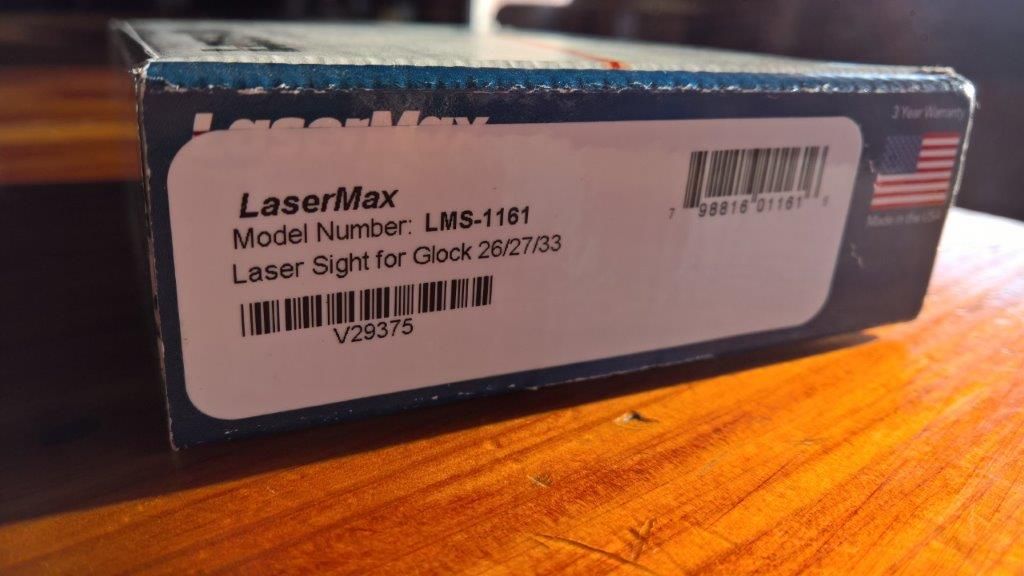 LaserMax
3 Year Warranty
LaserMax
Model Number: LMS-1161
Laser Sight for Glock 26/27/33
V29375
7 98816 01161 6
Made in the USA